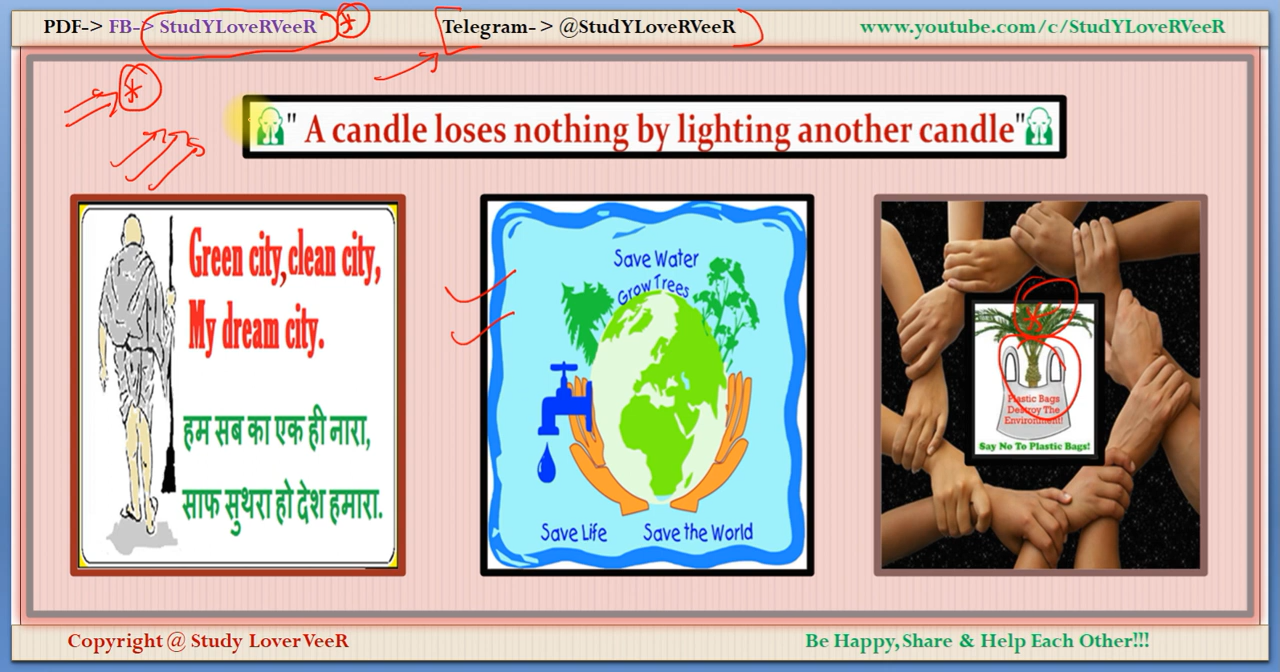 PDF-> FB-> StudYLoveRVeeR
Telegram- > @StudYLoveRVeeR
www.youtube.com/c/StudYLoveRVeeR
" A candle loses nothing by lighting another candle"
Green city,clean city,
My dream city.
हम सब का एक ही नारा,
साफ सुथरा हो देश हमारा.
Save Water
Grow Trees
Save Life
Save the World
Plastic Bags
Destroy The
Environment!
Say No To Plastic Bags!
Copyright @ Study LoverVeeR
Be Happy,Share & Help Each Other!!!